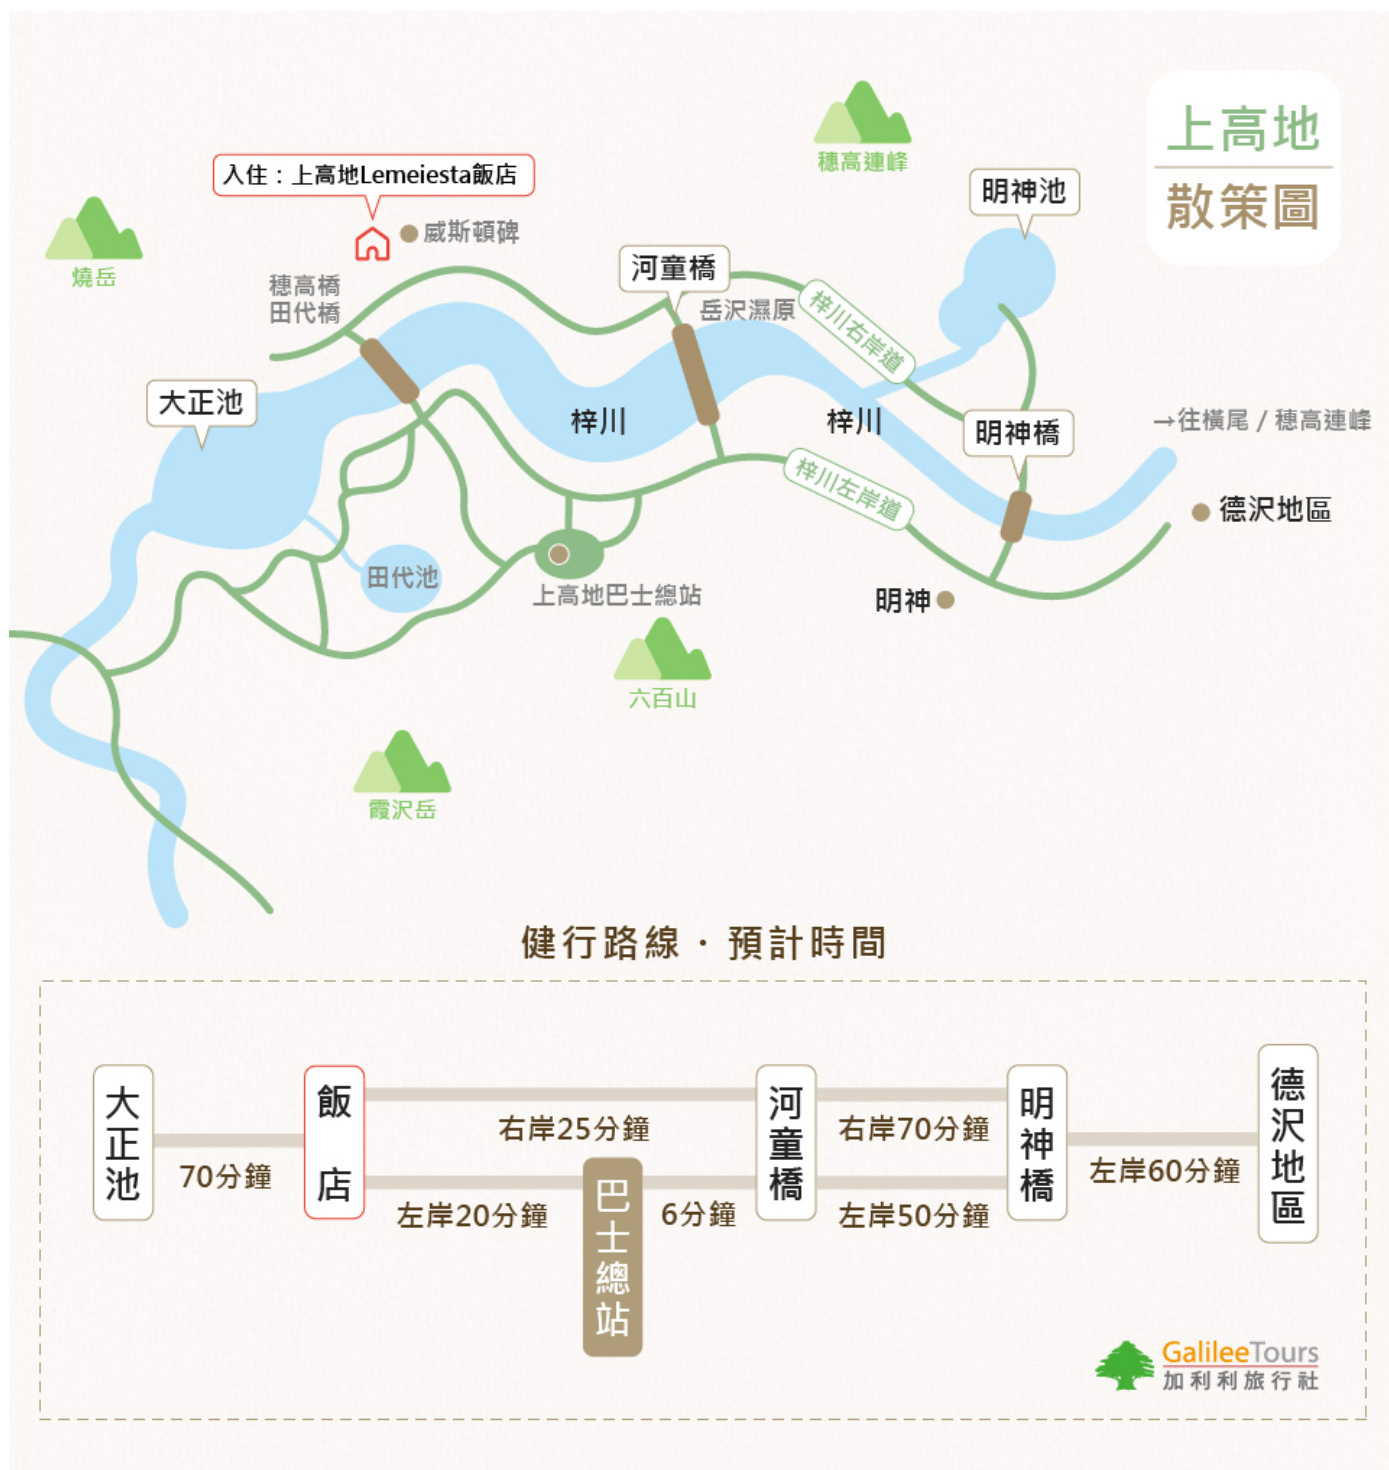 上高地
散策圖
穗高連峰
入住：上高地Lemeiesta飯店
明神池
燒岳
威斯頓碑
河童橋
穗高橋
田代橋
岳沢濕原
梓川右岸道
大正池
梓川
梓川
明神橋
→往橫尾 / 穗高連峰
梓川左岸道
德沢地區
田代池
上高地巴士總站
明神
六百山
霞沢岳
健行路線・預計時間
大正池
70分鐘
飯店
右岸25分鐘
左岸20分鐘
巴士總站
6分鐘
河童橋
右岸70分鐘
左岸50分鐘
明神橋
左岸60分鐘
德沢地區
GalileeTours
加利利旅行社